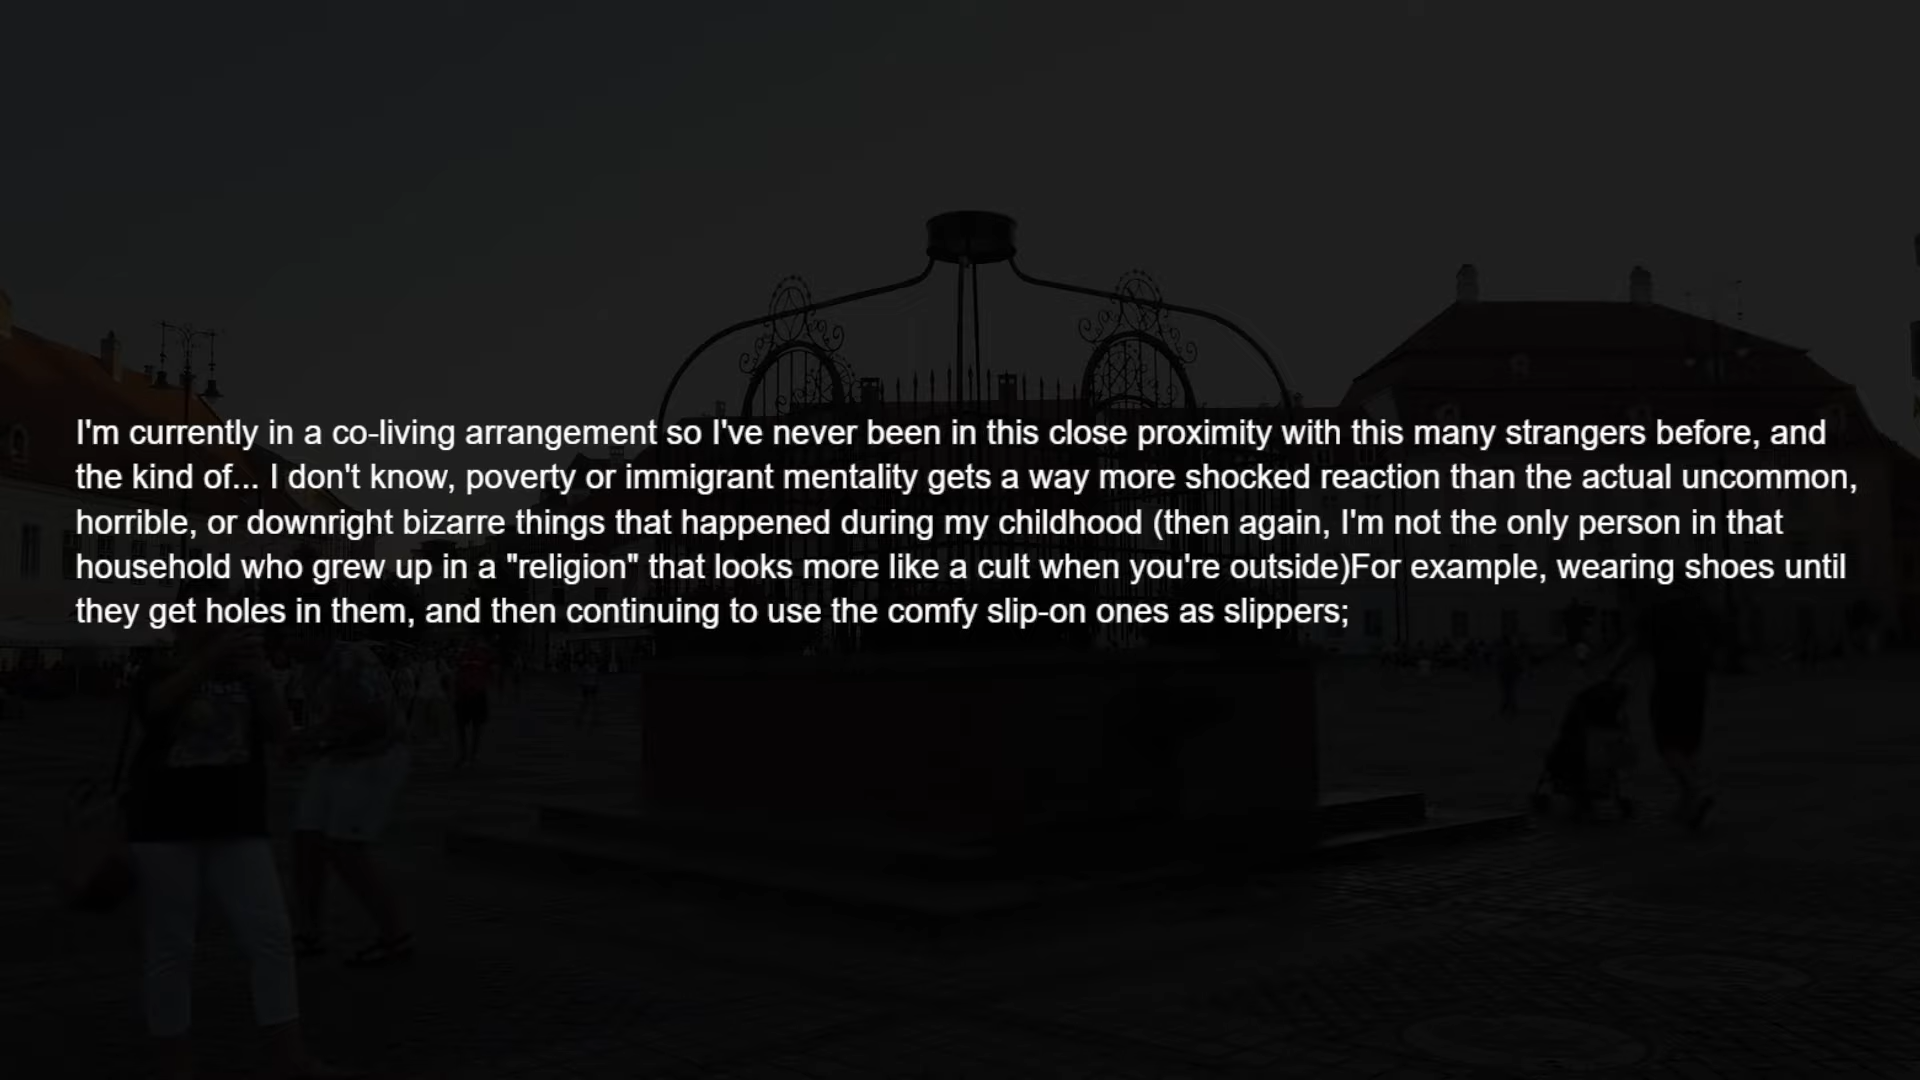 I'm currently in a co-living arrangement so I've never been in this close proximity with this many strangers before, and
the kind of... I don't know, poverty or immigrant mentality gets a way more shocked reaction than the actual uncommon,
horrible, or downright bizarre things that happened during my childhood (then again, I'm not the only person in that
household who grew up in a "religion" that looks more like a cult when you're outside)For example, wearing shoes until
they get holes in them, and then continuing to use the comfy slip-on ones as slippers;